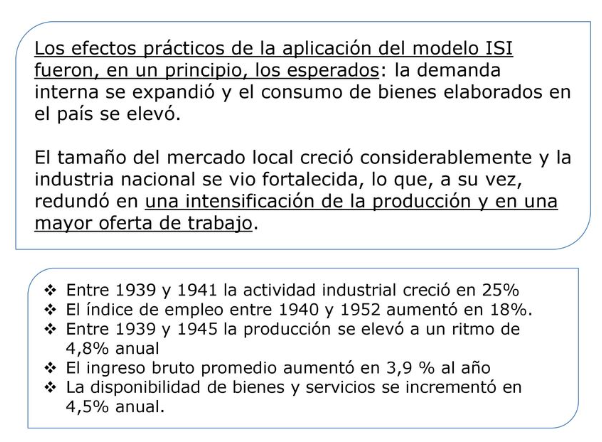 Los efectos prácticos de la aplicación del modelo ISI
fueron, en un principio, los esperados: la demanda
interna se expandió y el consumo de bienes elaborados en
el país se elevó.
El tamaño del mercado local creció considerablemente y la
industria nacional se vio fortalecida, lo que, a su vez,
redundó en una intensificación de la producción y en una
mayor oferta de trabajo.
❖ Entre 1939 y 1941 la actividad industrial creció en 25%
❖ El índice de empleo entre 1940 y 1952 aumentó en 18%.
❖ Entre 1939 y 1945 la producción se elevó a un ritmo de
4,8% anual
❖ El ingreso bruto promedio aumentó en 3,9 % al año
❖ La disponibilidad de bienes y servicios se incrementó en
4,5% anual.